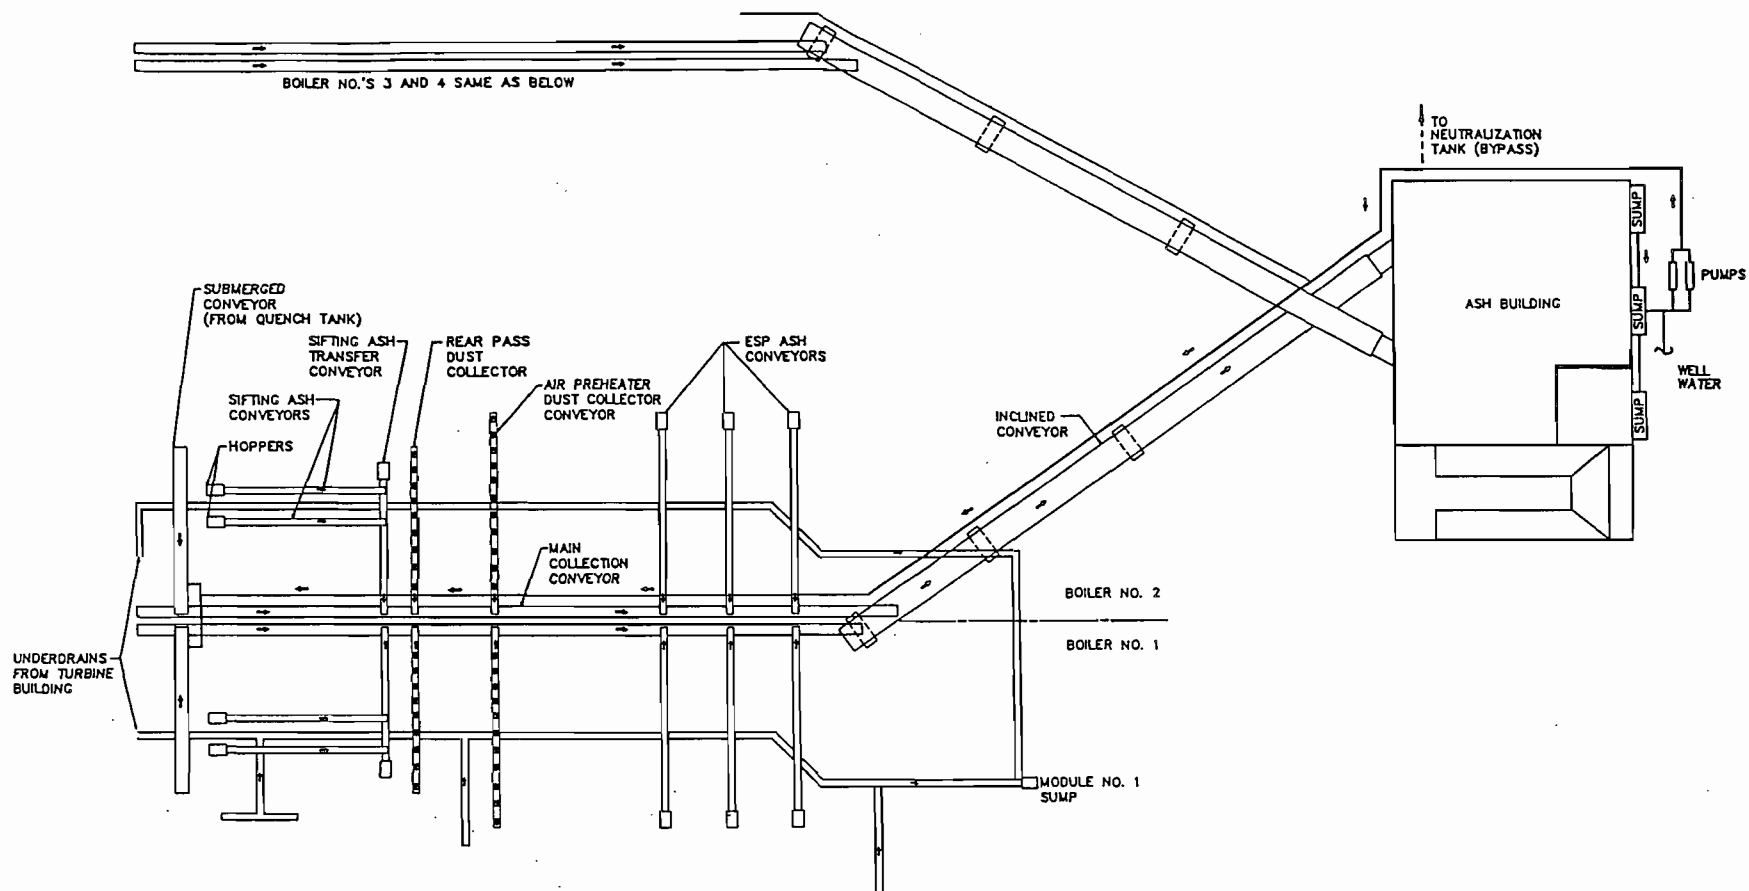 BOILER NO.'S 3 AND 4 SAME AS BELOW
TO
NEUTRALIZATION
TANK (BYPASS)
SUMP
SUMP
SUMP
PUMPS
ASH BUILDING
WELL
WATER
SUBMERGED
CONVEYOR
(FROM QUENCH TANK)
SIFTING ASH
TRANSFER
CONVEYOR
REAR PASS
DUST
COLLECTOR
ESP ASH
CONVEYORS
AIR PREHEATER
DUST COLLECTOR
CONVEYOR
SIFTING ASH
CONVEYORS
HOPPERS
INCLINED
CONVEYOR
MAIN
COLLECTION
CONVEYOR
BOILER NO. 2
BOILER NO. 1
UNDERDRAINS
FROM TURBINE
BUILDING
MODULE NO. 1
SUMP